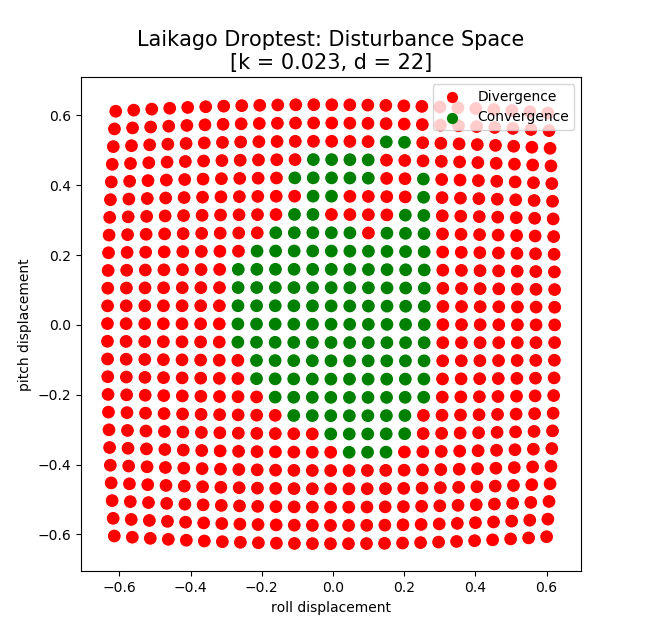 Laikago Droptest: Disturbance Space
[k = 0.023, d = 22]
Divergence
Convergence
0.6
0.4
0.2
0.0
−0.2
−0.4
−0.6
pitch displacement
−0.6 −0.4 −0.2 0.0 0.2 0.4 0.6
roll displacement